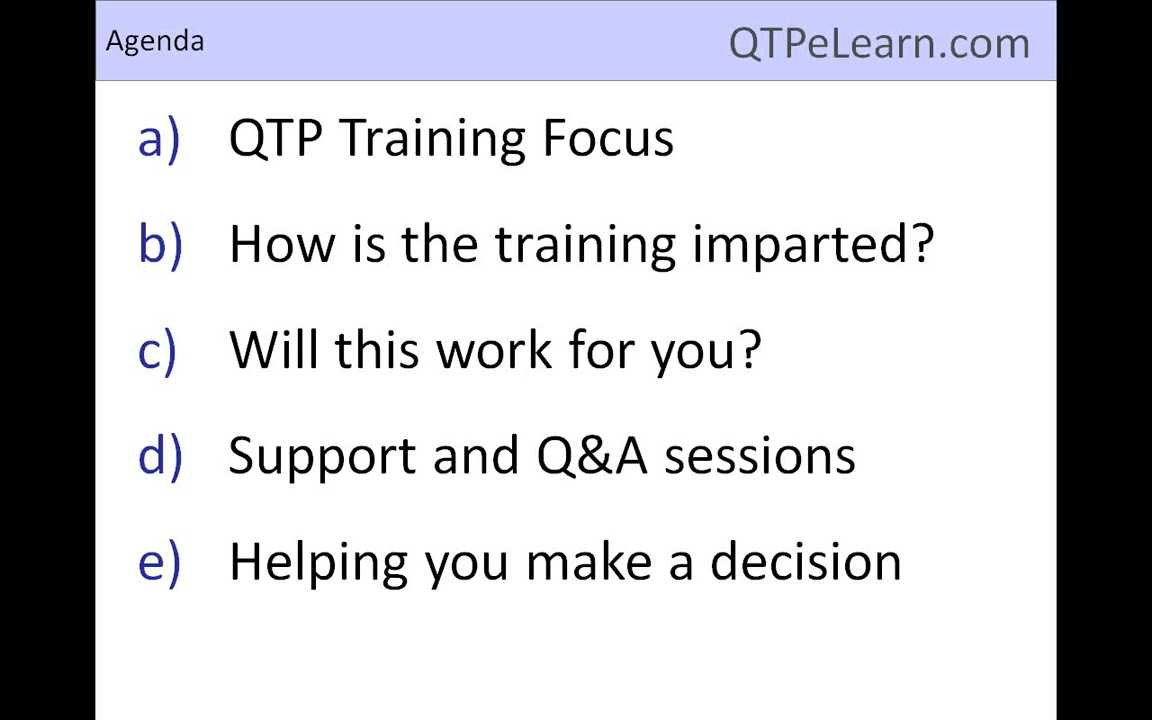 Agenda
QTPeLearn.com
a) QTP Training Focus
b) How is the training imparted?
c) Will this work for you?
d) Support and Q&A sessions
e) Helping you make a decision